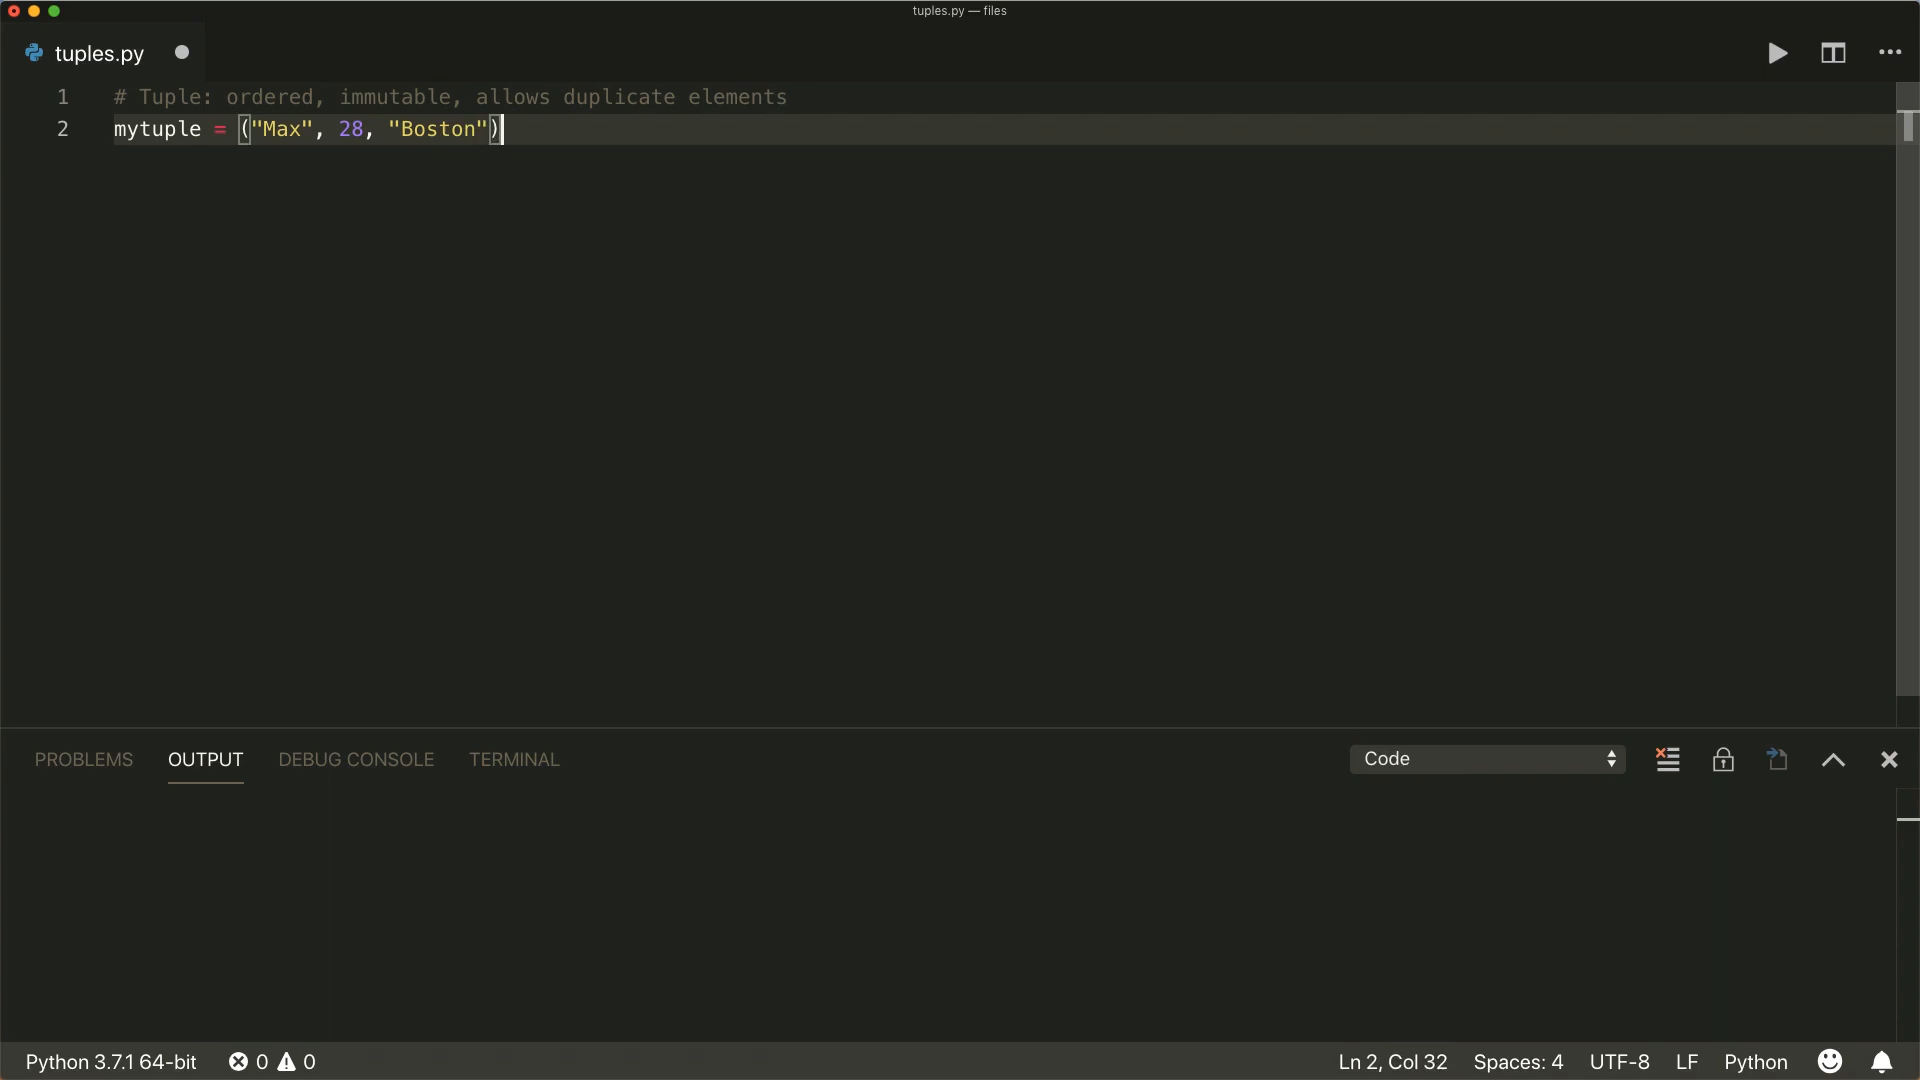 tuples.py — files
tuples.py
1 # Tuple: ordered, immutable, allows duplicate elements
2 mytuple = ("Max", 28, "Boston")
PROBLEMS OUTPUT DEBUG CONSOLE TERMINAL Code
Python 3.7.1 64-bit 0 0 Ln 2, Col 32 Spaces: 4 UTF-8 LF Python